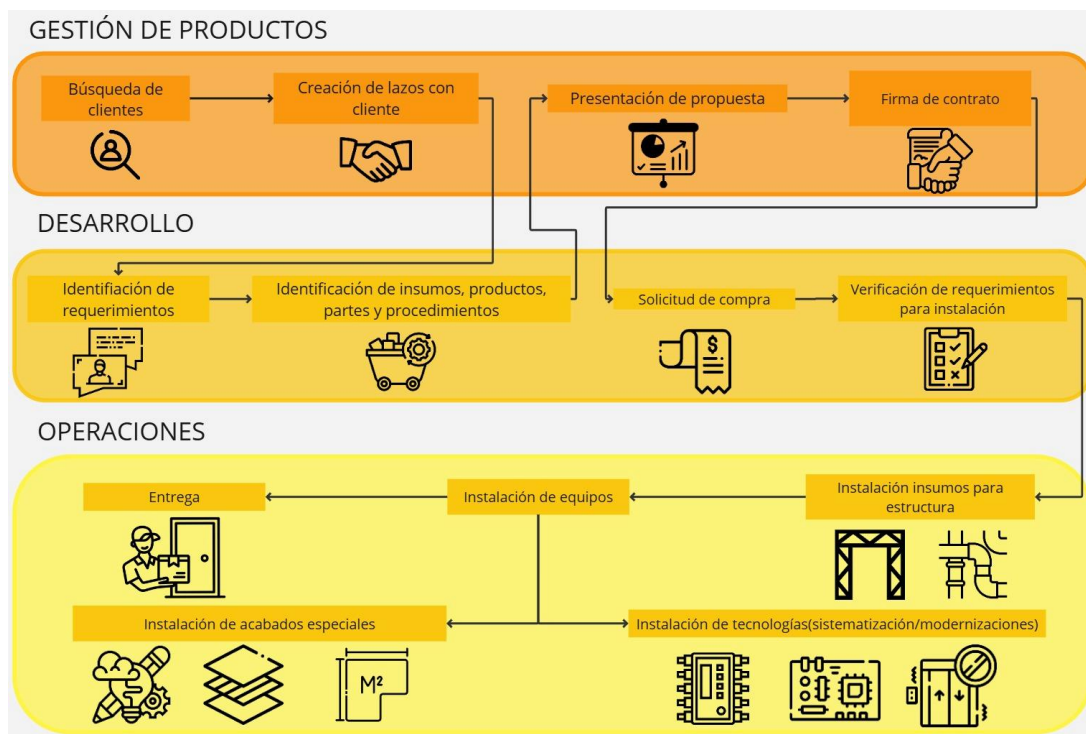 GESTIÓN DE PRODUCTOS
Búsqueda de
clientes
Creación de lazos con
cliente
Presentación de propuesta
Firma de contrato
DESARROLLO
Identifiación de
requerimientos
Identificación de insumos, productos,
partes y procedimientos
Solicitud de compra
$
Verificación de requerimientos
para instalación
OPERACIONES
Entrega
Instalación de equipos
Instalación insumos para
estructura
Instalación de acabados especiales
M²
Instalación de tecnologías(sistematización/modernizaciones)